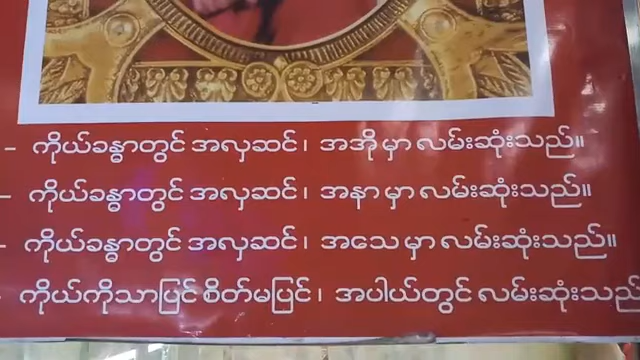 – ကိုယ်ခန္ဓာတွင် အလှဆင်၊ အအိုမှာ လမ်းဆုံးသည်။
– ကိုယ်ခန္ဓာတွင် အလှဆင်၊ အနာမှာ လမ်းဆုံးသည်။
– ကိုယ်ခန္ဓာတွင် အလှဆင်၊ အသေမှာ လမ်းဆုံးသည်။
– ကိုယ်ကိုသာပြင်စိတ်မပြင်၊ အပါယ်တွင် လမ်းဆုံးသည်